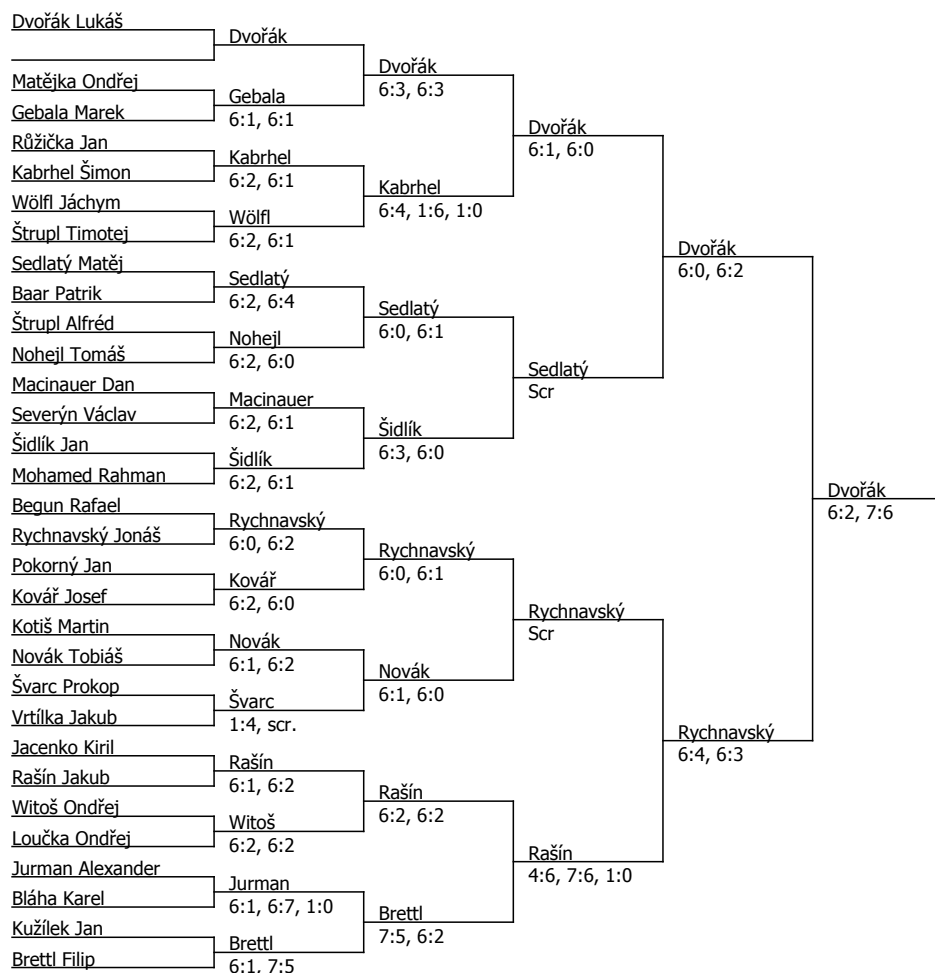 Dvořák Lukáš
Matějka Ondřej
Gebala Marek
Růžička Jan
Kabrhel Šimon
Wölfl Jáchym
Štrupl Timotej
Sedlatý Matěj
Baar Patrik
Štrupl Alfréd
Nohejl Tomáš
Macinauer Dan
Severýn Václav
Šidlík Jan
Mohamed Rahman
Begun Rafael
Rychnavský Jonáš
Pokorný Jan
Kovář Josef
Kotiš Martin
Novák Tobiáš
Švarc Prokop
Vrtílka Jakub
Jacenko Kiril
Rašín Jakub
Witoš Ondřej
Loučka Ondřej
Jurman Alexander
Bláha Karel
Kužílek Jan
Brettl Filip
Dvořák
Gebala
6:1, 6:1
Kabrhel
6:2, 6:1
Wölfl
6:2, 6:1
Sedlatý
6:2, 6:4
Nohejl
6:2, 6:0
Macinauer
6:2, 6:1
Šidlík
6:2, 6:1
Rychnavský
6:0, 6:2
Kovář
6:2, 6:0
Novák
6:1, 6:2
Švarc
1:4, scr.
Rašín
6:1, 6:2
Witoš
6:2, 6:2
Jurman
6:1, 6:7, 1:0
Brettl
6:1, 7:5
Dvořák
6:3, 6:3
Kabrhel
6:4, 1:6, 1:0
Sedlatý
6:0, 6:1
Šidlík
6:3, 6:0
Rychnavský
6:0, 6:1
Novák
6:1, 6:0
Rašín
6:2, 6:2
Brettl
7:5, 6:2
Dvořák
6:1, 6:0
Sedlatý
Scr
Rychnavský
Scr
Rašín
4:6, 7:6, 1:0
Dvořák
6:0, 6:2
Rychnavský
6:4, 6:3
Dvořák
6:2, 7:6